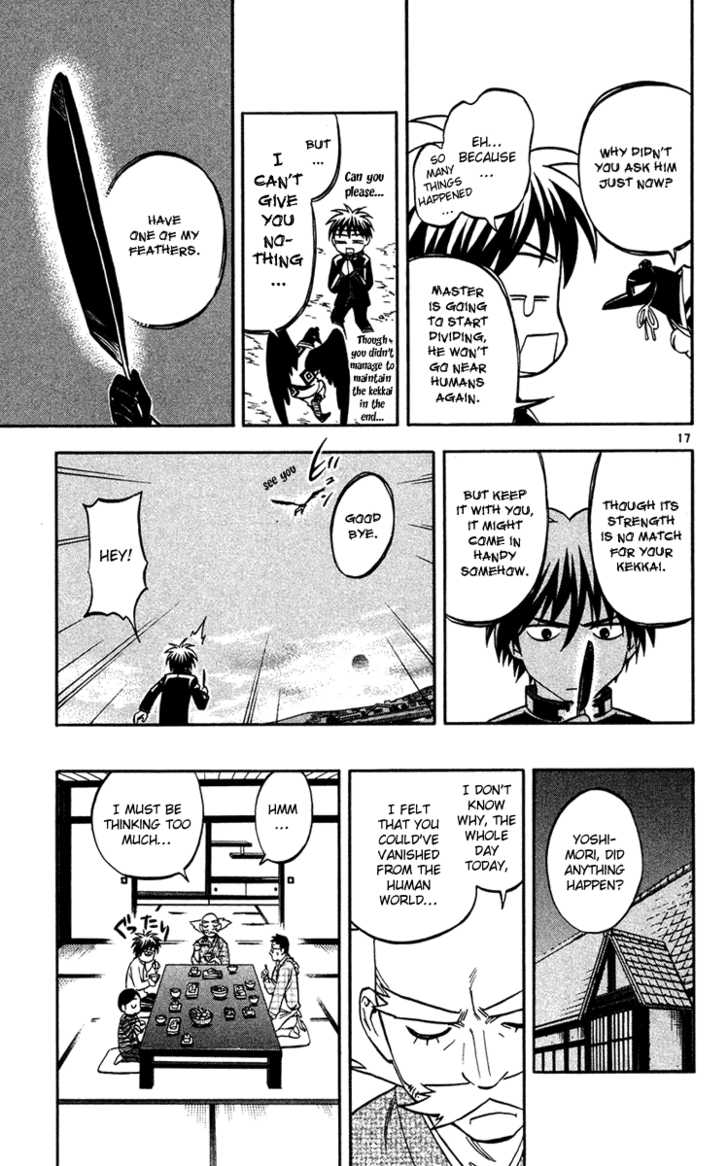 WHY DIDN'T
YOU ASK HIM
JUST NOW?
EH...
BECAUSE
...
SO
MANY
THINGS
HAPPENED
...
MASTER
IS GOING
TO START
DIVIDING,
HE WON'T
GO NEAR
HUMANS
AGAIN.
Can you
please...
BUT
...
I
CAN'T
GIVE
YOU
NO-
THING
...
Though
you didn't
manage to
maintain
the kekkai
in the
end...
HAVE
ONE OF MY
FEATHERS.
17
THOUGH ITS
STRENGTH
IS NO MATCH
FOR YOUR
KEKKAI.
BUT KEEP
IT WITH YOU,
IT MIGHT
COME IN
HANDY
SOMEHOW.
see you
GOOD
BYE.
HEY!
YOSHI-
MORI, DID
ANYTHING
HAPPEN?
I DON'T
KNOW
WHY, THE
WHOLE
DAY
TODAY,
I FELT
THAT YOU
COULD'VE
VANISHED
FROM THE
HUMAN
WORLD...
HMM
...
I MUST BE
THINKING TOO
MUCH...
ぐったり